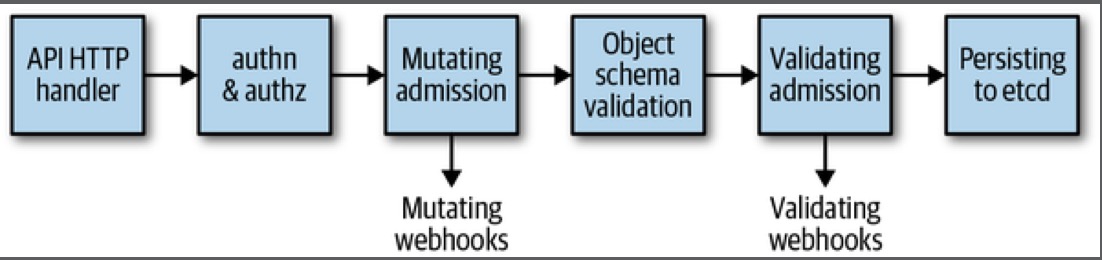 API HTTP
handler
authn
& authz
Mutating
admission
Object
schema
validation
Validating
admission
Persisting
to etcd
Mutating
webhooks
Validating
webhooks